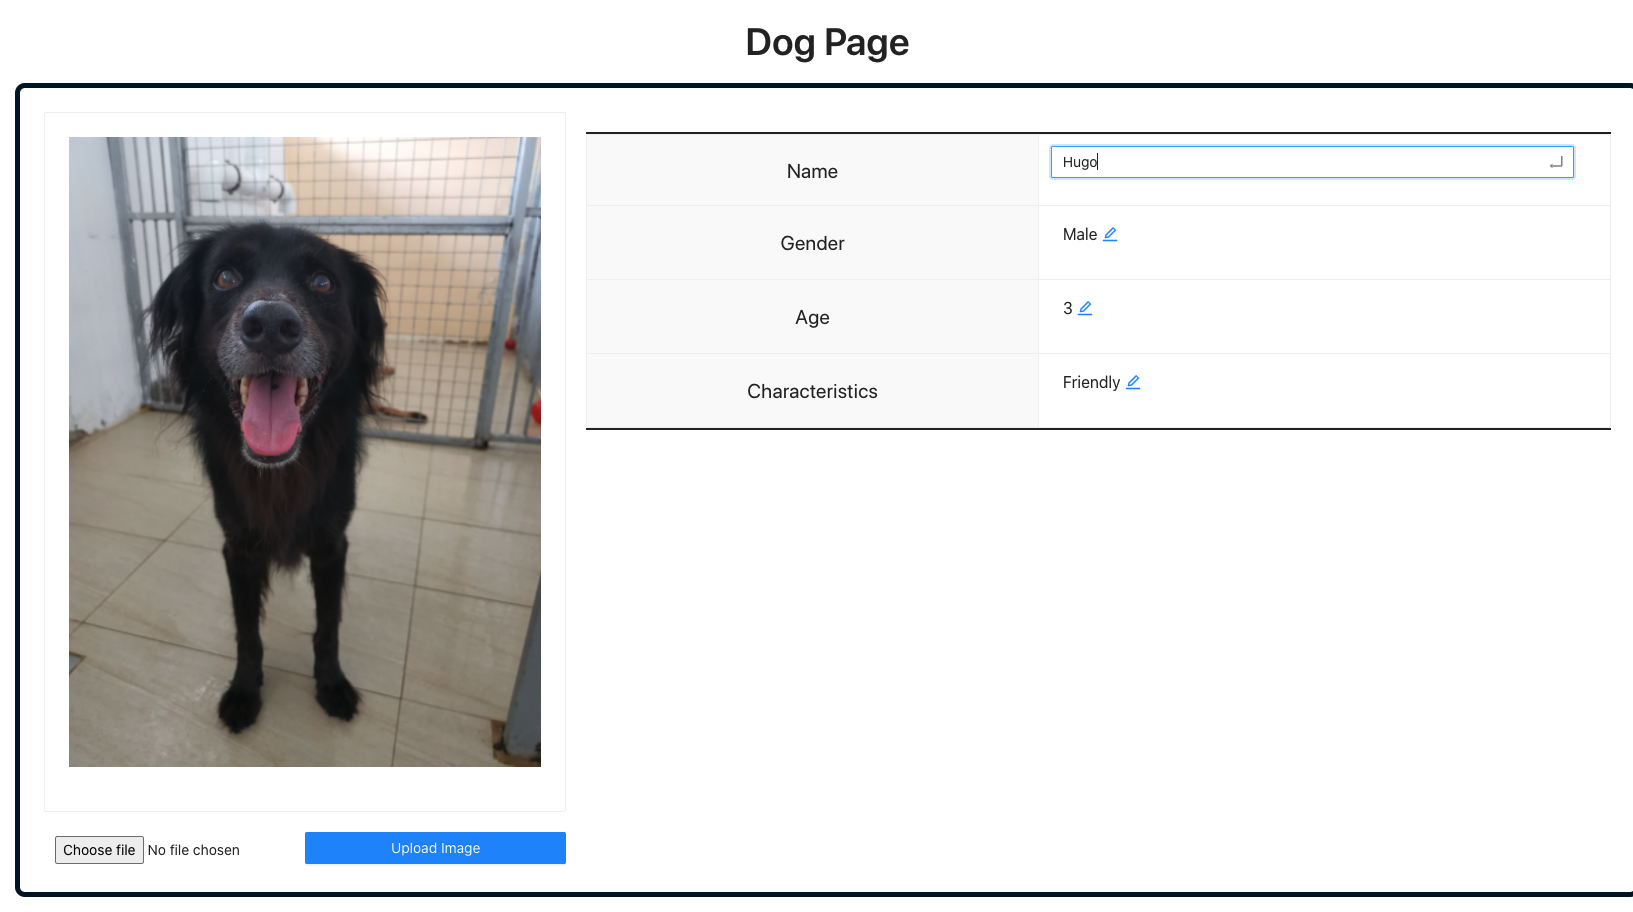 Dog Page
Name
Hugo
Gender
Male
Age
3
Characteristics
Friendly
Choose file No file chosen
Upload Image